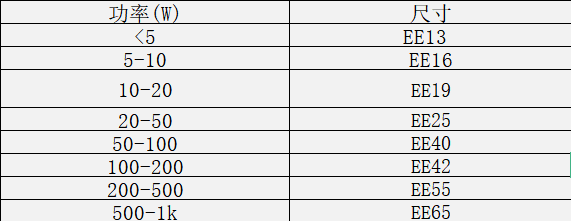 功率(W) 尺寸
<5 EE13
5-10 EE16
10-20 EE19
20-50 EE25
50-100 EE40
100-200 EE42
200-500 EE55
500-1k EE65